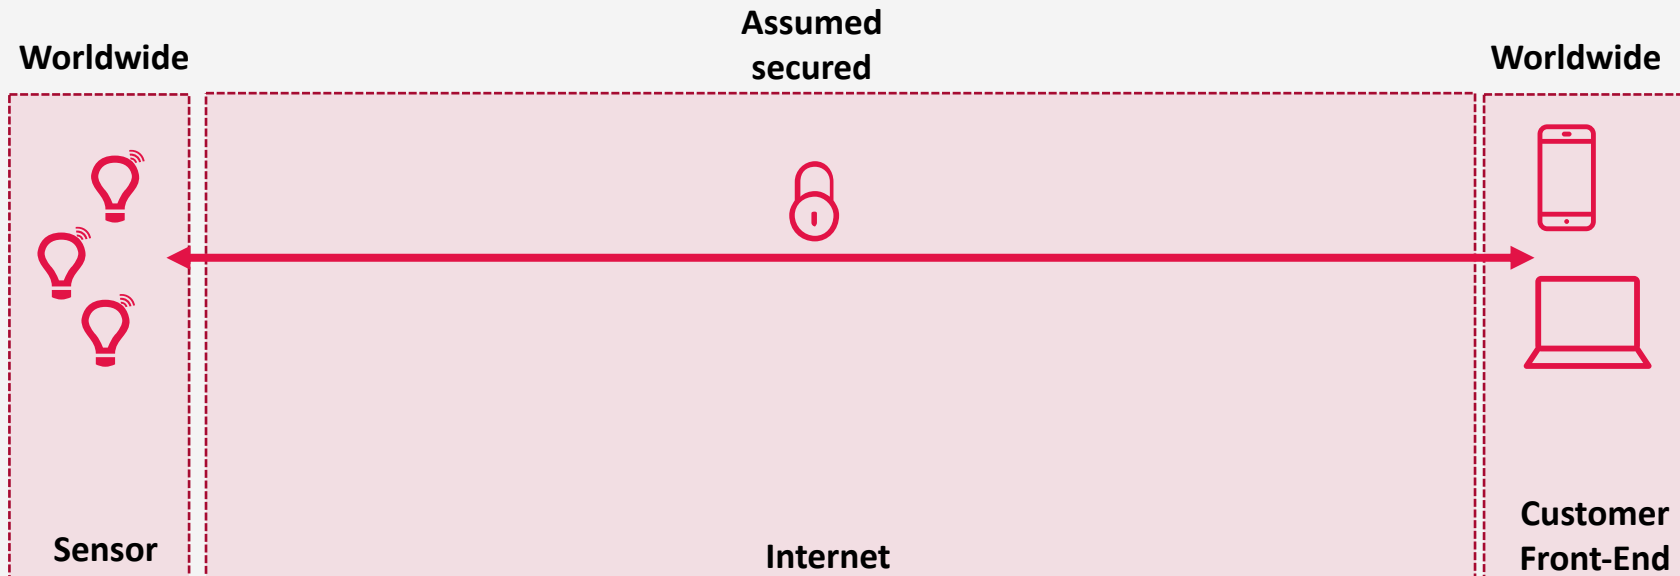 Worldwide
Assumed
secured
Worldwide
Sensor
Internet
Customer
Front-End